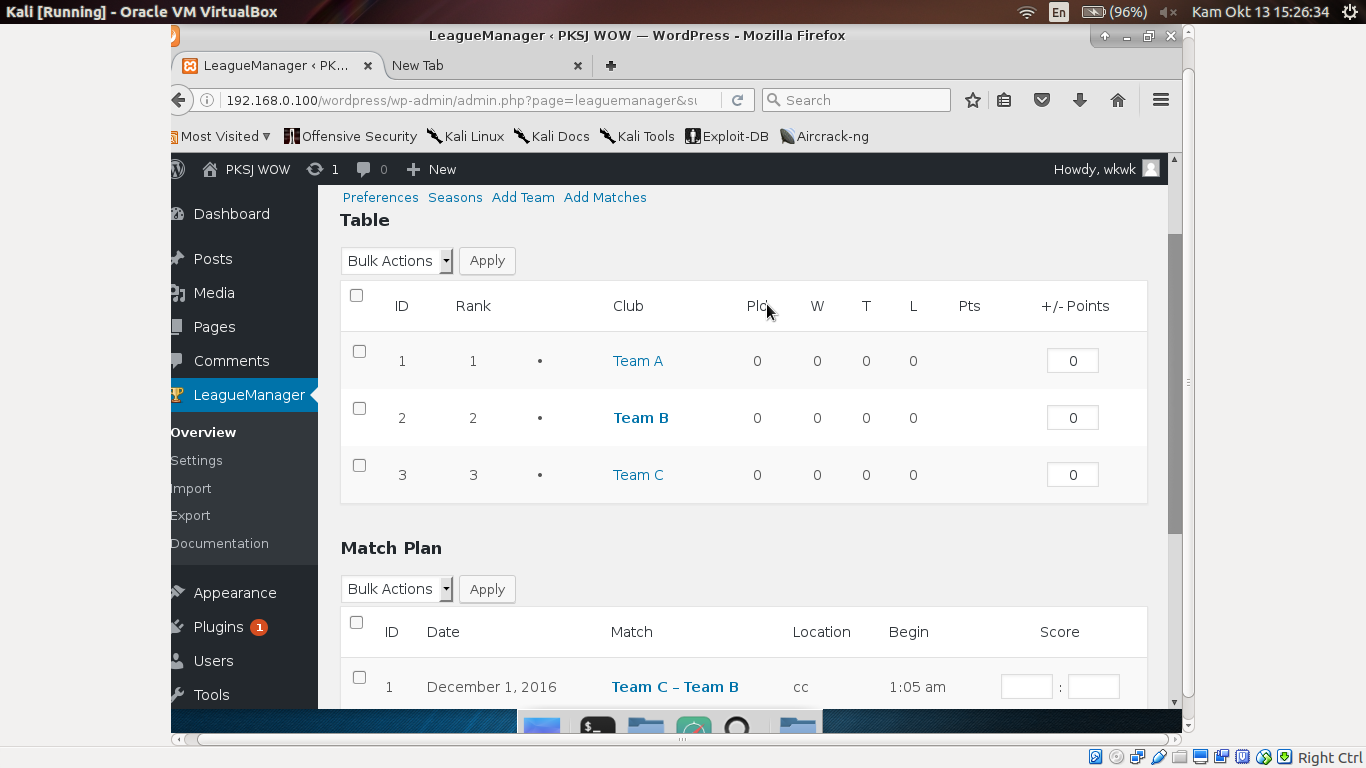 Kali [Running] - Oracle VM VirtualBox En (96%) Kam Okt 13 15:26:34
LeagueManager ‹ PKSJ WOW — WordPress - Mozilla Firefox
LeagueManager ‹ PK... New Tab
192.168.0.100/wordpress/wp-admin/admin.php?page=leaguemanager&su Search
Most Visited Offensive Security Kali Linux Kali Docs Kali Tools Exploit-DB Aircrack-ng
PKSJ WOW 1 0 New Howdy, wkwk
Preferences Seasons Add Team Add Matches
Dashboard
Posts
Media
Pages
Comments
LeagueManager
Overview
Settings
Import
Export
Documentation
Appearance
Plugins 1
Users
Tools
Table
Bulk Actions Apply
ID Rank Club Pld W T L Pts +/- Points
1 1 • Team A 0 0 0 0 0
2 2 • Team B 0 0 0 0 0
3 3 • Team C 0 0 0 0 0
Match Plan
Bulk Actions Apply
ID Date Match Location Begin Score
1 December 1, 2016 Team C – Team B cc 1:05 am :
$_
Right Ctrl